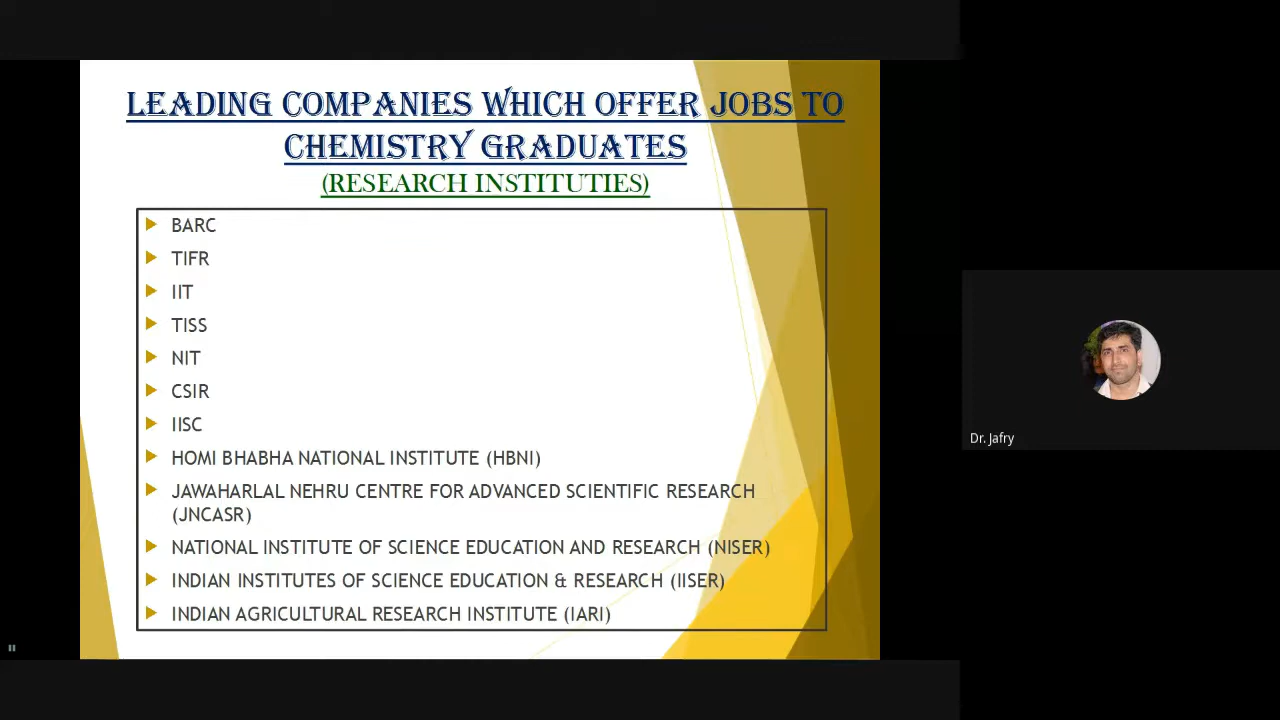 LEADING COMPANIES WHICH OFFER JOBS TO
CHEMISTRY GRADUATES
(RESEARCH INSTITUTIES)
BARC
TIFR
IIT
TISS
NIT
CSIR
IISC
HOMI BHABHA NATIONAL INSTITUTE (HBNI)
JAWAHARLAL NEHRU CENTRE FOR ADVANCED SCIENTIFIC RESEARCH
(JNCASR)
NATIONAL INSTITUTE OF SCIENCE EDUCATION AND RESEARCH (NISER)
INDIAN INSTITUTES OF SCIENCE EDUCATION & RESEARCH (IISER)
INDIAN AGRICULTURAL RESEARCH INSTITUTE (IARI)
Dr. Jafry